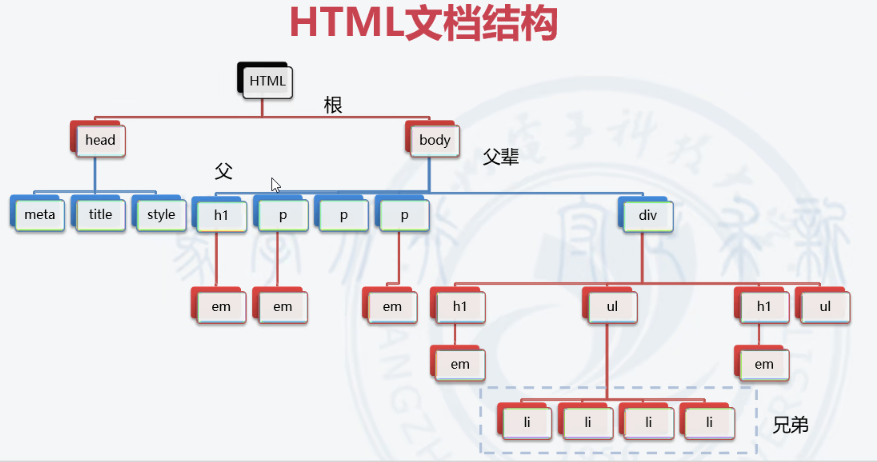 HTML文档结构
HTML
根
head
body
父
父辈
meta
title
style
h1
p
p
p
div
em
em
em
h1
ul
h1
ul
em
em
li
li
li
li
兄弟